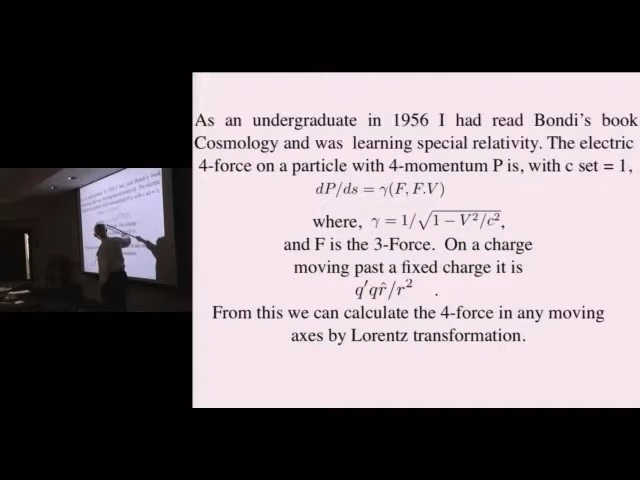 As an undergraduate in 1956 I had read Bondi's book
Cosmology and was learning special relativity. The electric
4-force on a particle with 4-momentum P is, with c set = 1,
dP/ds = γ(F, F.V)
where, γ = 1/√(1 − V²/c²),
and F is the 3-Force. On a charge
moving past a fixed charge it is
q′qr̂/r² .
From this we can calculate the 4-force in any moving
axes by Lorentz transformation.